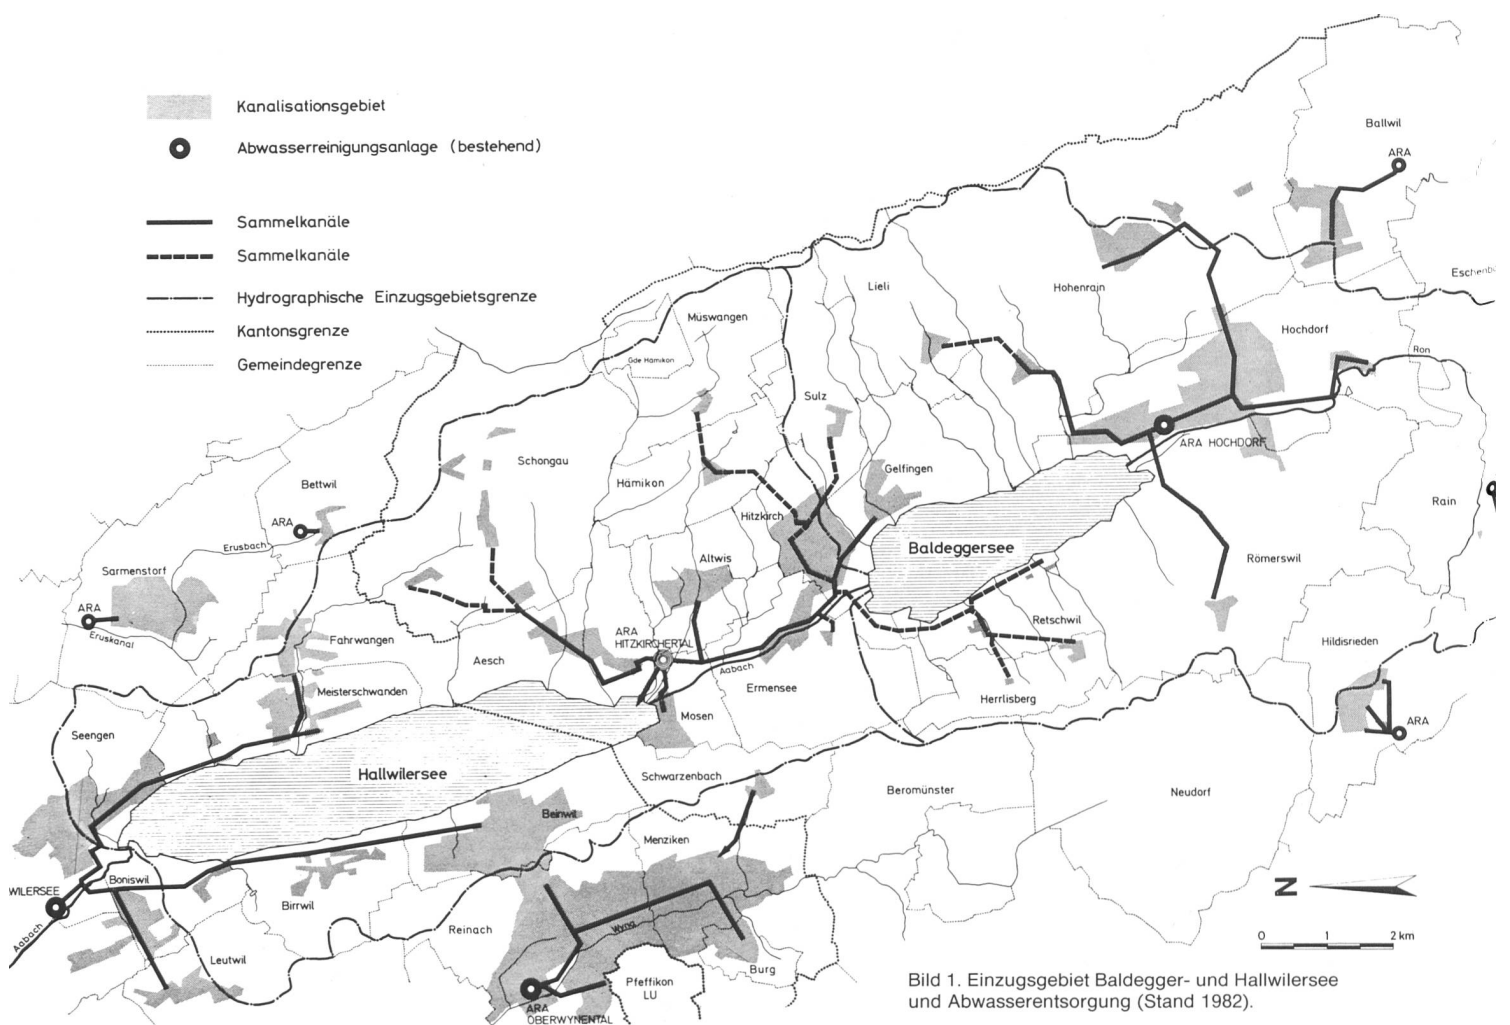 Kanalisationsgebiet
Abwasserreinigungsanlage (bestehend)
Sammelkanäle
Sammelkanäle
Hydrographische Einzugsgebietsgrenze
Kantonsgrenze
Gemeindegrenze
Ballwil
ARA
Eschenb
Lieli
Hohenrain
Müswangen
Gde Hämikon
Hochdorf
Ron
Sulz
ARA HOCHDORF
Schongau
Hämikon
Gelfingen
Bettwil
ARA
Erusbach
Hitzkirch
Rain
Baldeggersee
Sarmenstorf
Altwis
Römerswil
ARA
Eruskanal
Fahrwangen
ARA
HITZKIRCHERTAL
Retschwil
Hildisrieden
Aesch
Aabach
Ermensee
Meisterschwanden
Herrlisberg
Mosen
ARA
Seengen
Hallwilersee
Schwarzenbach
Beromünster
Neudorf
Beinwil
Menziken
Boniswil
WILERSEE
Birrwil
N
Aabach
Reinach
Wyna
Leutwil
Burg
Pfeffikon
LU
0 1 2 km
ARA
OBERWYNENTAL
Bild 1. Einzugsgebiet Baldegger- und Hallwilersee
und Abwasserentsorgung (Stand 1982).